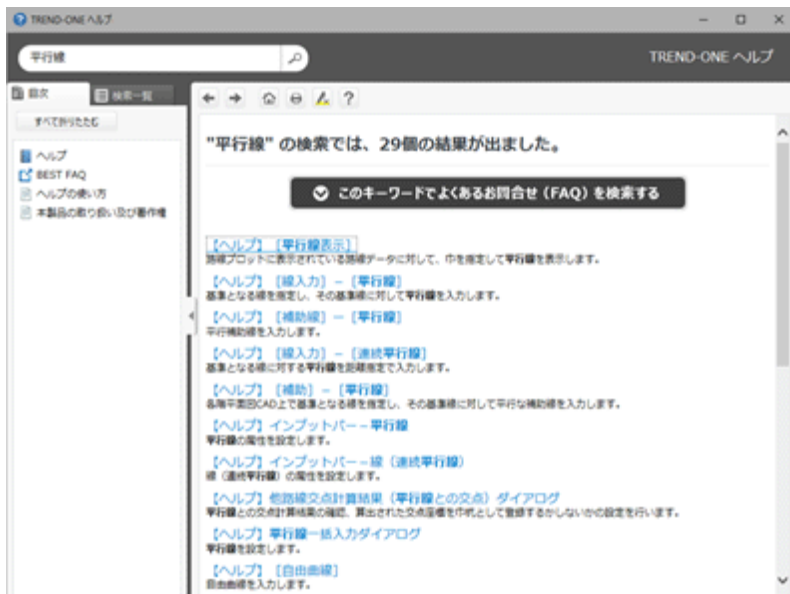 TREND-ONE ヘルプ
平行線
TREND-ONE ヘルプ
目次
検索一覧
すべて折りたたむ
ヘルプ
BEST FAQ
ヘルプの使い方
本製品の取り扱い及び著作権
"平行線" の検索では、29個の結果が出ました。
このキーワードでよくあるお問合せ（FAQ）を検索する
【ヘルプ】［平行線表示］
路線プロットに表示されている路線データに対して、巾を指定して平行線を表示します。
【ヘルプ】［線入力］－［平行線］
基準となる線を指定し、その基準線に対して平行線を入力します。
【ヘルプ】［補助線］－［平行線］
平行補助線を入力します。
【ヘルプ】［線入力］－［連続平行線］
基準となる線に対する平行線を距離指定で入力します。
【ヘルプ】［補助］－［平行線］
各階平面図CAD上で基準となる線を指定し、その基準線に対して平行な補助線を入力します。
【ヘルプ】インプットバー－平行線
平行線の属性を設定します。
【ヘルプ】インプットバー－線（連続平行線）
線（連続平行線）の属性を設定します。
【ヘルプ】他路線交点計算結果（平行線との交点）ダイアログ
平行線との交点計算結果の確認、算出された交点座標を中杭として登録するかしないかの設定を行います。
【ヘルプ】平行線一括入力ダイアログ
平行線を設定します。
【ヘルプ】［自由曲線］
自由曲線を入力します。